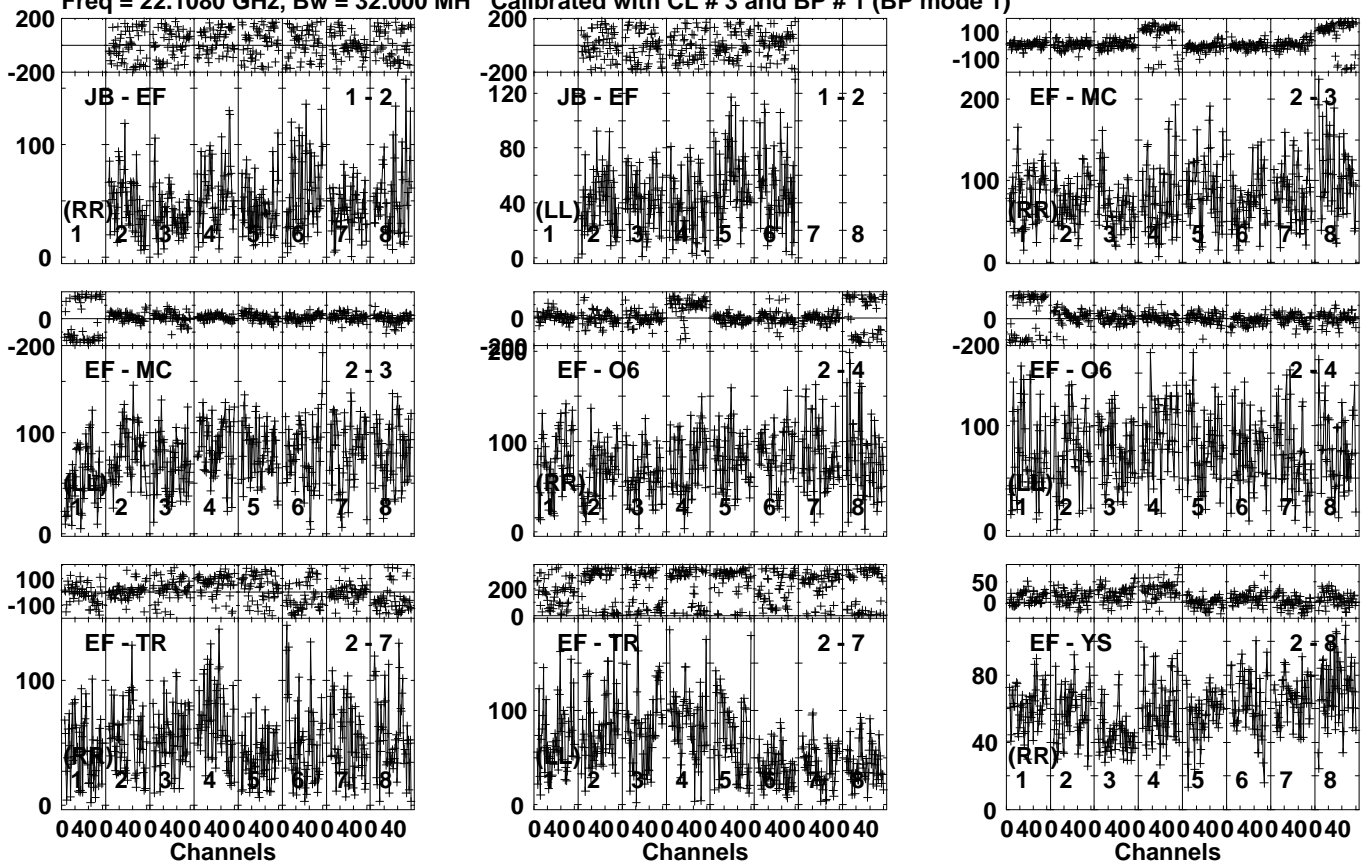 Freq = 22.1080 GHz, Bw = 32.000 MH Calibrated with CL # 3 and BP # 1 (BP mode 1)
200
-200
JB - EF 1 - 2
100
(RR)
1 2 3 4 5 6 7 8
0
200
-200
120
JB - EF 1 - 2
80
40
(LL)
1 2 3 4 5 6 7 8
0
100
-100
EF - MC 2 - 3
200
100
(RR)
1 2 3 4 5 6 7 8
0
0
-200
EF - MC 2 - 3
100
(LL)
1 2 3 4 5 6 7 8
0
0
-200
200
EF - O6 2 - 4
100
(RR)
1 2 3 4 5 6 7 8
0
0
-200
EF - O6 2 - 4
100
(LL)
1 2 3 4 5 6 7 8
0
100
-100
EF - TR 2 - 7
100
(RR)
1 2 3 4 5 6 7 8
0
200
0
EF - TR 2 - 7
100
(LL)
1 2 3 4 5 6 7 8
0
50
0
EF - YS 2 - 8
80
40
(RR)
1 2 3 4 5 6 7 8
0
0 40 0 40 0 40 0 40 0 40 0 40 0 40 0 40
Channels
0 40 0 40 0 40 0 40 0 40 0 40 0 40 0 40
Channels
0 40 0 40 0 40 0 40 0 40 0 40 0 40 0 40
Channels